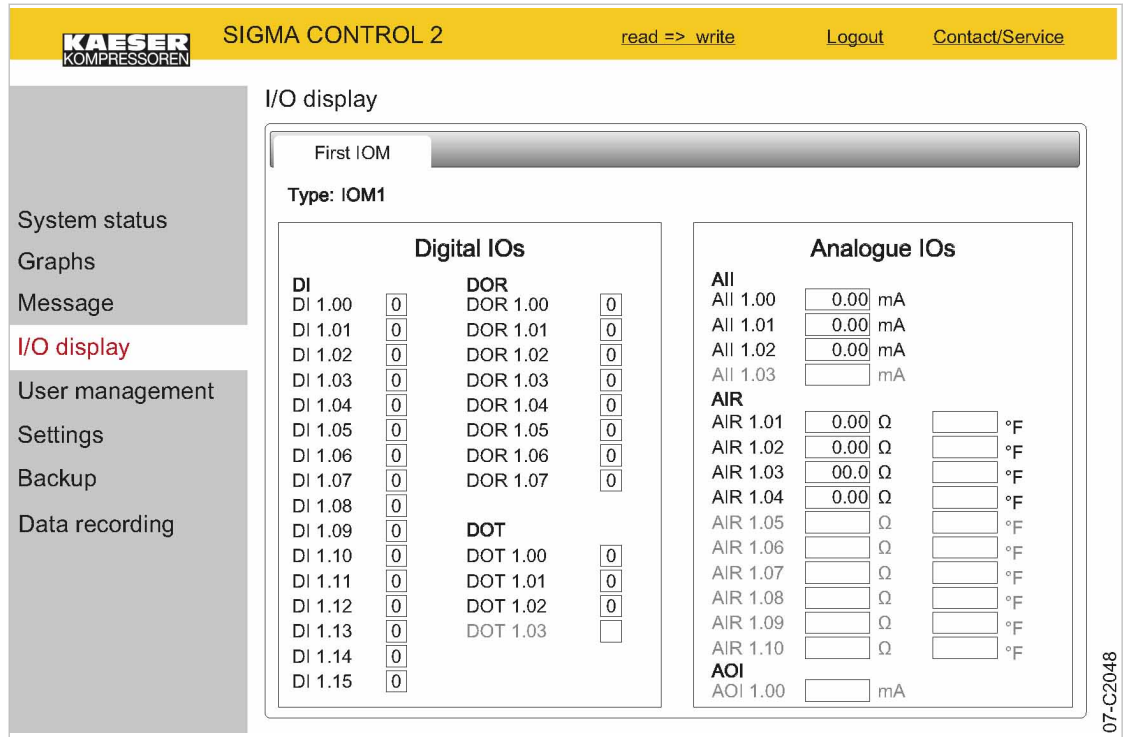 KAESER
KOMPRESSOREN
SIGMA CONTROL 2
read => write
Logout
Contact/Service
System status
Graphs
Message
I/O display
User management
Settings
Backup
Data recording
I/O display
First IOM
Type: IOM1
Digital IOs
DI
DI 1.00 0
DI 1.01 0
DI 1.02 0
DI 1.03 0
DI 1.04 0
DI 1.05 0
DI 1.06 0
DI 1.07 0
DI 1.08 0
DI 1.09 0
DI 1.10 0
DI 1.11 0
DI 1.12 0
DI 1.13 0
DI 1.14 0
DI 1.15 0
DOR
DOR 1.00 0
DOR 1.01 0
DOR 1.02 0
DOR 1.03 0
DOR 1.04 0
DOR 1.05 0
DOR 1.06 0
DOR 1.07 0
DOT
DOT 1.00 0
DOT 1.01 0
DOT 1.02 0
DOT 1.03
Analogue IOs
AII
AII 1.00 0.00 mA
AII 1.01 0.00 mA
AII 1.02 0.00 mA
AII 1.03 mA
AIR
AIR 1.01 0.00 Ω °F
AIR 1.02 0.00 Ω °F
AIR 1.03 00.0 Ω °F
AIR 1.04 0.00 Ω °F
AIR 1.05 Ω °F
AIR 1.06 Ω °F
AIR 1.07 Ω °F
AIR 1.08 Ω °F
AIR 1.09 Ω °F
AIR 1.10 Ω °F
AOI
AOI 1.00 mA
07-C2048